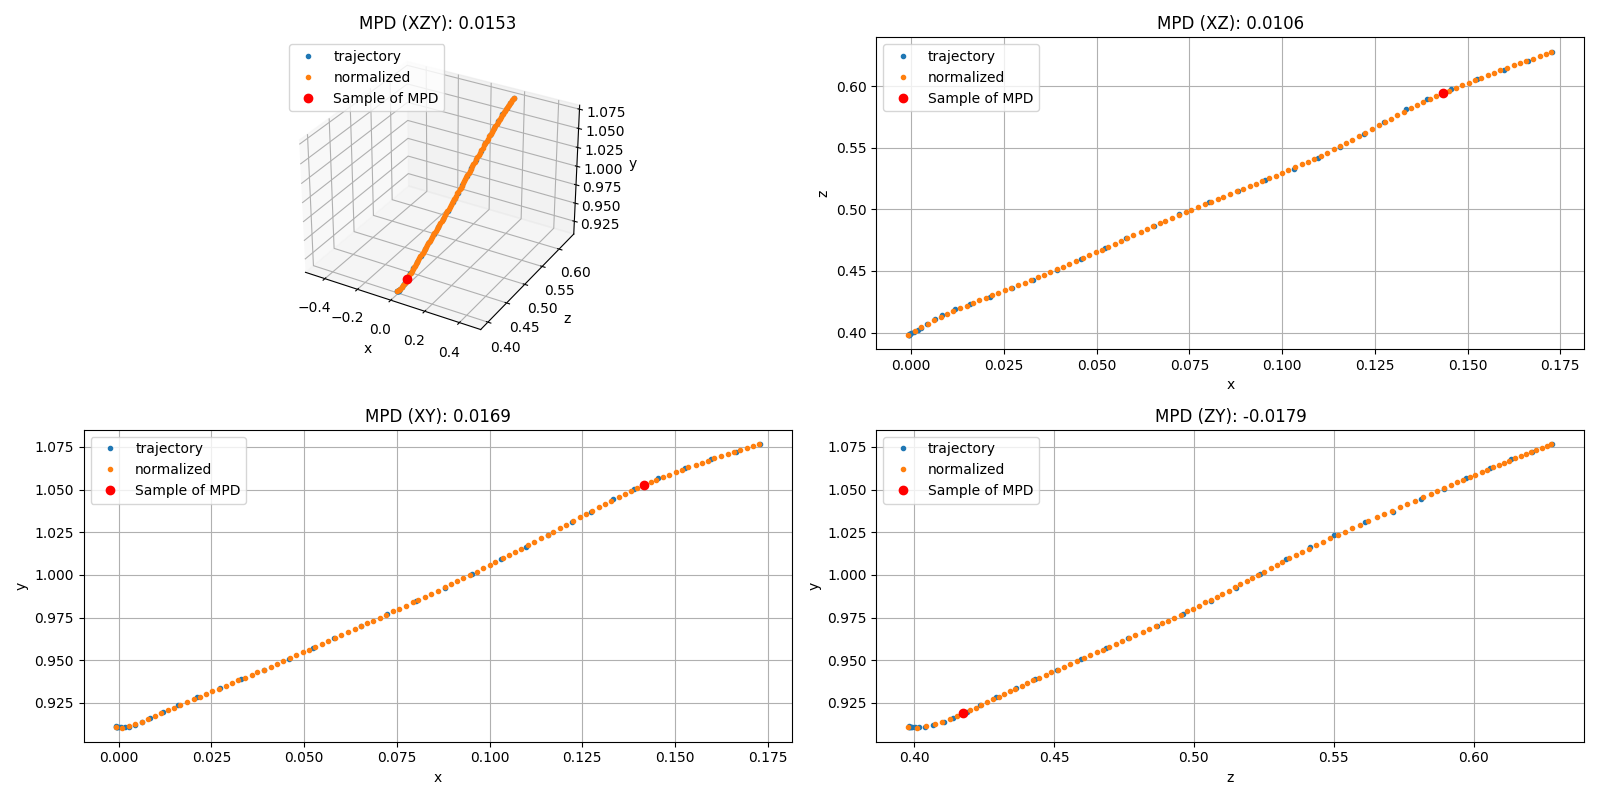 MPD (XZY): 0.0153
trajectory
normalized
Sample of MPD
1.075
1.050
1.025
1.000
0.975
0.950
0.925
y
−0.4
−0.2
0.0
0.2
0.4
x
0.40
0.45
0.50
0.55
0.60
z
MPD (XZ): 0.0106
trajectory
normalized
Sample of MPD
0.60
0.55
0.50
0.45
0.40
z
0.000 0.025 0.050 0.075 0.100 0.125 0.150 0.175
x
MPD (XY): 0.0169
trajectory
normalized
Sample of MPD
1.075
1.050
1.025
1.000
0.975
0.950
0.925
y
0.000 0.025 0.050 0.075 0.100 0.125 0.150 0.175
x
MPD (ZY): -0.0179
trajectory
normalized
Sample of MPD
1.075
1.050
1.025
1.000
0.975
0.950
0.925
y
0.40 0.45 0.50 0.55 0.60
z